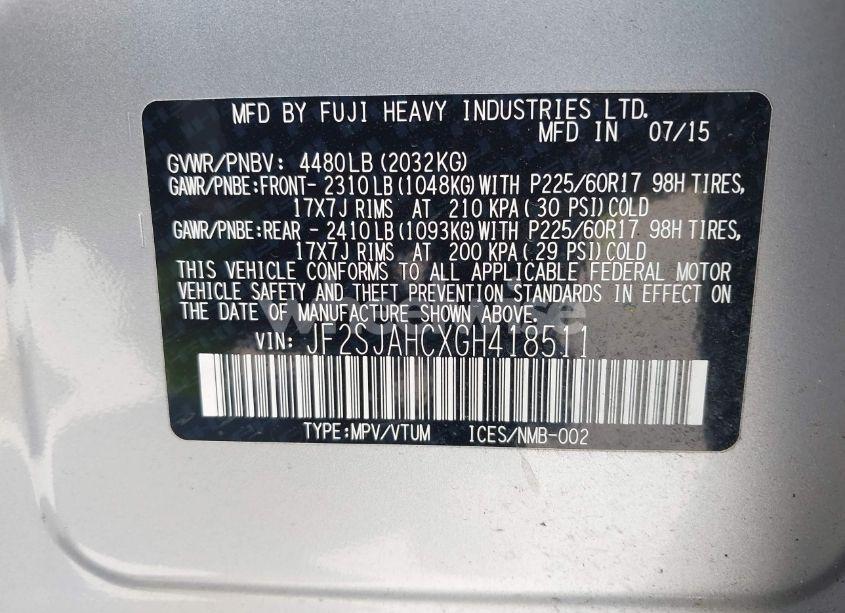 MFD BY FUJI HEAVY INDUSTRIES LTD.
MFD IN 07/15
GVWR/PNBV: 4480LB (2032KG)
GAWR/PNBE:FRONT- 2310LB (1048KG) WITH P225/60R17 98H TIRES,
17X7J RIMS AT 210 KPA ( 30 PSI) COLD
GAWR/PNBE:REAR - 2410LB (1093KG) WITH P225/60R17 98H TIRES,
17X7J RIMS AT 200 KPA ( 29 PSI) COLD
THIS VEHICLE CONFORMS TO ALL APPLICABLE FEDERAL MOTOR
VEHICLE SAFETY AND THEFT PREVENTION STANDARDS IN EFFECT ON
THE DATE OF MANUFACTURE SHOWN ABOVE.
VIN: JF2SJAHCXGH418511
TYPE:MPV/VTUM ICES/NMB-002